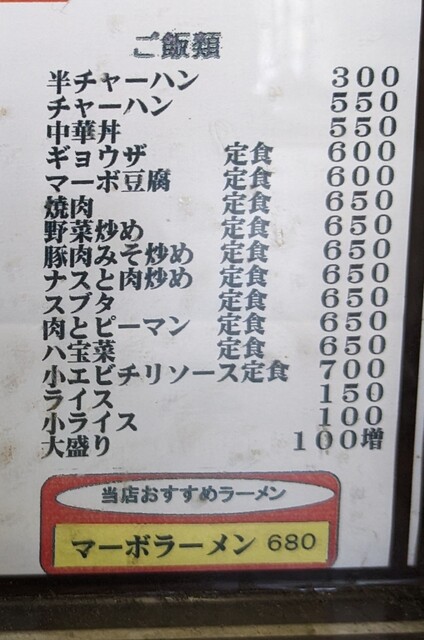 ご飯類
半チャーハン 300
チャーハン 550
中華丼 550
ギョウザ 定食 600
マーボ豆腐 定食 600
焼肉 定食 650
野菜炒め 定食 650
豚肉みそ炒め 定食 650
ナスと肉炒め 定食 650
スブタ 定食 650
肉とピーマン 定食 650
ハ宝菜 定食 650
小エビチリソース定食 700
ライス 150
小ライス 100
大盛り 100増
当店おすすめラーメン
マーボラーメン 680